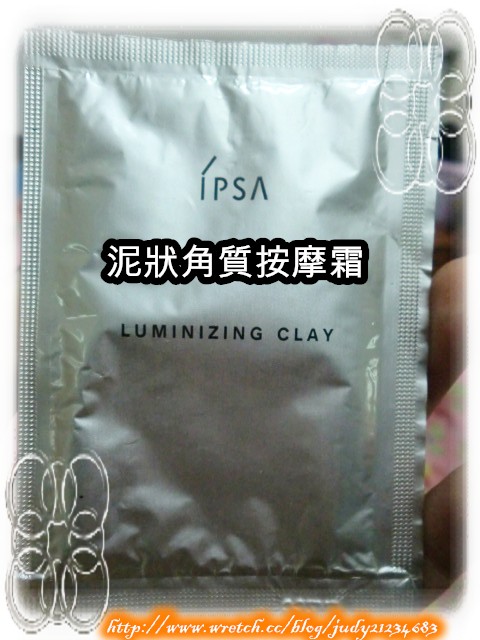 IPSA
泥狀角質按摩霜
LUMINIZING CLAY
http://www.wretch.cc/blog/judy21234683